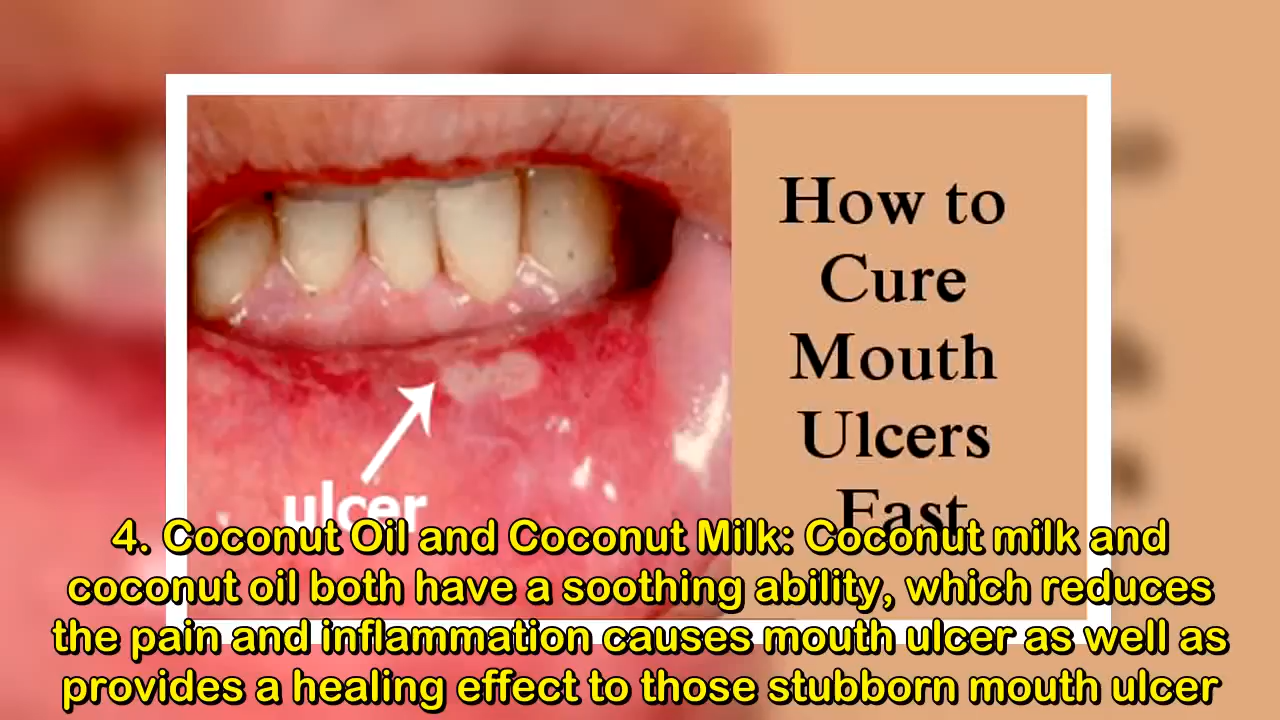 How to
Cure
Mouth
Ulcers
Fast
ulcer
4. Coconut Oil and Coconut Milk: Coconut milk and
coconut oil both have a soothing ability, which reduces
the pain and inflammation causes mouth ulcer as well as
provides a healing effect to those stubborn mouth ulcer